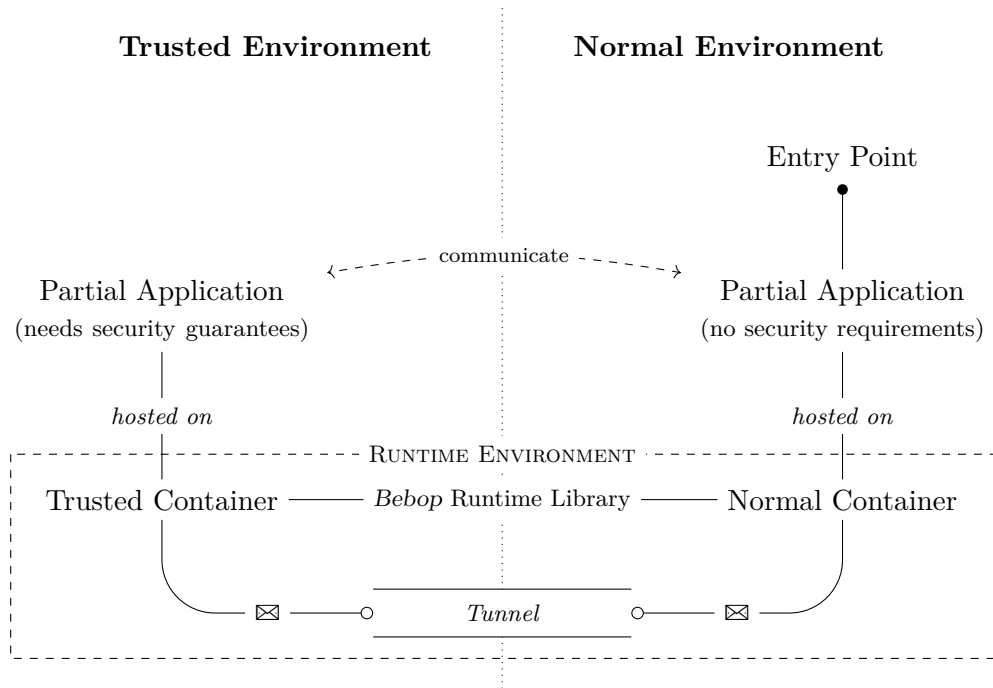 Trusted Environment
Normal Environment
Entry Point
communicate
Partial Application
(needs security guarantees)
Partial Application
(no security requirements)
hosted on
hosted on
RUNTIME ENVIRONMENT
Trusted Container
Bebop Runtime Library
Normal Container
Tunnel